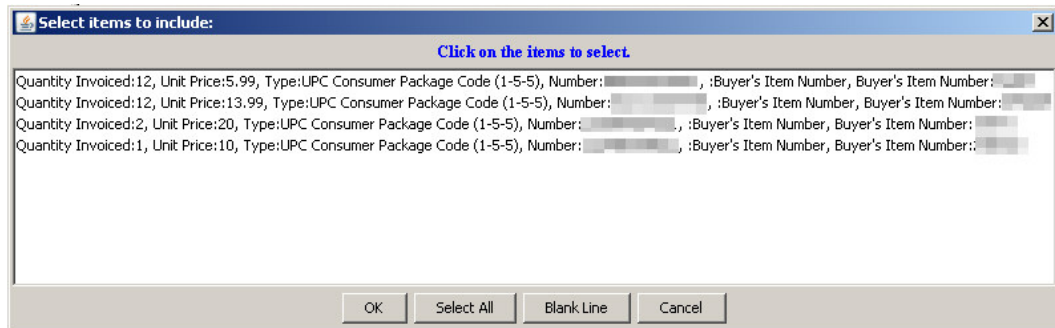 Select items to include:
Click on the items to select.
Quantity Invoiced:12, Unit Price:5.99, Type:UPC Consumer Package Code (1-5-5), Number: , :Buyer's Item Number, Buyer's Item Number:
Quantity Invoiced:12, Unit Price:13.99, Type:UPC Consumer Package Code (1-5-5), Number: , :Buyer's Item Number, Buyer's Item Number:
Quantity Invoiced:2, Unit Price:20, Type:UPC Consumer Package Code (1-5-5), Number: , :Buyer's Item Number, Buyer's Item Number:
Quantity Invoiced:1, Unit Price:10, Type:UPC Consumer Package Code (1-5-5), Number: , :Buyer's Item Number, Buyer's Item Number:
OK Select All Blank Line Cancel